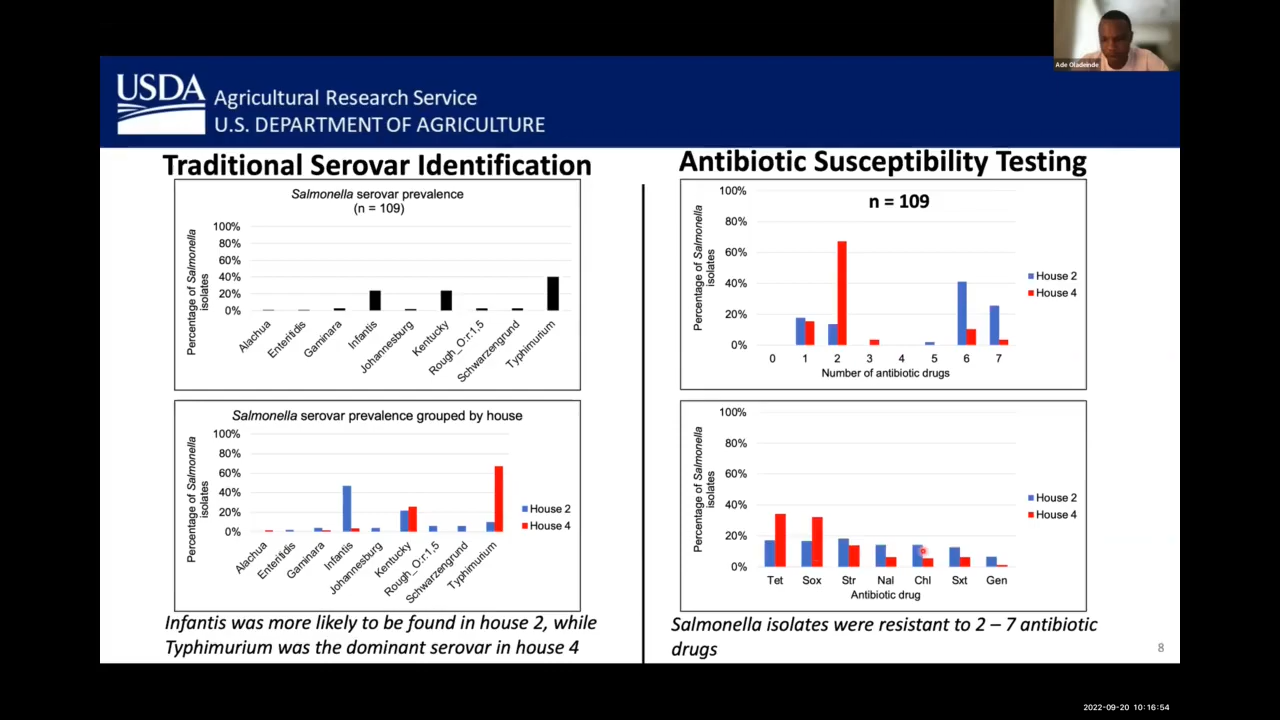 Ade Oladeinde
USDA
Agricultural Research Service
U.S. DEPARTMENT OF AGRICULTURE
Traditional Serovar Identification
Salmonella serovar prevalence
(n = 109)
Percentage of Salmonella
isolates
100%
80%
60%
40%
20%
0%
Alachua
Enteritidis
Gaminara
Infantis
Johannesburg
Kentucky
Rough_O:r:1,5
Schwarzengrund
Typhimurium
Salmonella serovar prevalence grouped by house
Percentage of Salmonella
isolates
100%
80%
60%
40%
20%
0%
Alachua
Enteritidis
Gaminara
Infantis
Johannesburg
Kentucky
Rough_O:r:1,5
Schwarzengrund
Typhimurium
House 2
House 4
Infantis was more likely to be found in house 2, while
Typhimurium was the dominant serovar in house 4
Antibiotic Susceptibility Testing
n = 109
Percentage of Salmonella
isolates
100%
80%
60%
40%
20%
0%
0 1 2 3 4 5 6 7
Number of antibiotic drugs
House 2
House 4
Percentage of Salmonella
isolates
100%
80%
60%
40%
20%
0%
Tet Sox Str Nal Chl Sxt Gen
Antibiotic drug
House 2
House 4
Salmonella isolates were resistant to 2 – 7 antibiotic
drugs
8
2022-09-20 10:16:54